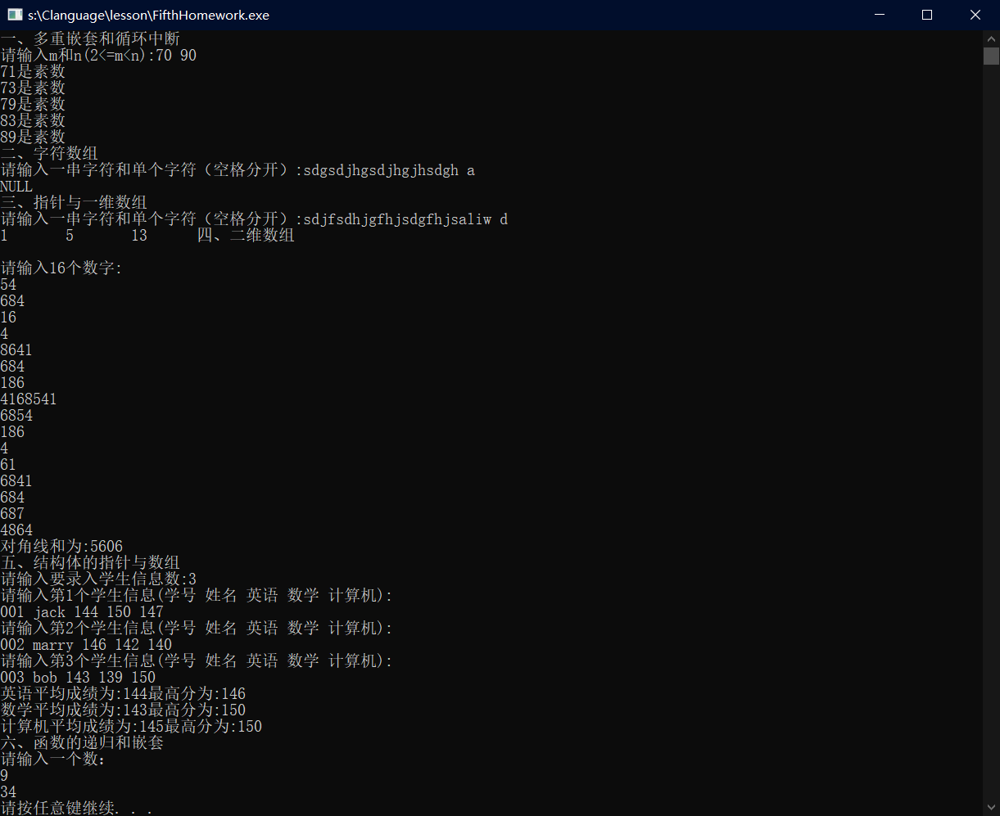 s:\Clanguage\lesson\FifthHomework.exe
一、多重嵌套和循环中断
请输入m和n(2<=m<n):70 90
71是素数
73是素数
79是素数
83是素数
89是素数
二、字符数组
请输入一串字符和单个字符（空格分开）:sdgsdjhgsdjhgjhsdgh a
NULL
三、指针与一维数组
请输入一串字符和单个字符（空格分开）:sdjfsdhjgfhjsdgfhjsaliw d
1 5 13 四、二维数组
请输入16个数字:
54
684
16
4
8641
684
186
4168541
6854
186
4
61
6841
684
687
4864
对角线和为:5606
五、结构体的指针与数组
请输入要录入学生信息数:3
请输入第1个学生信息(学号 姓名 英语 数学 计算机):
001 jack 144 150 147
请输入第2个学生信息(学号 姓名 英语 数学 计算机):
002 marry 146 142 140
请输入第3个学生信息(学号 姓名 英语 数学 计算机):
003 bob 143 139 150
英语平均成绩为:144最高分为:146
数学平均成绩为:143最高分为:150
计算机平均成绩为:145最高分为:150
六、函数的递归和嵌套
请输入一个数：
9
34
请按任意键继续. . .